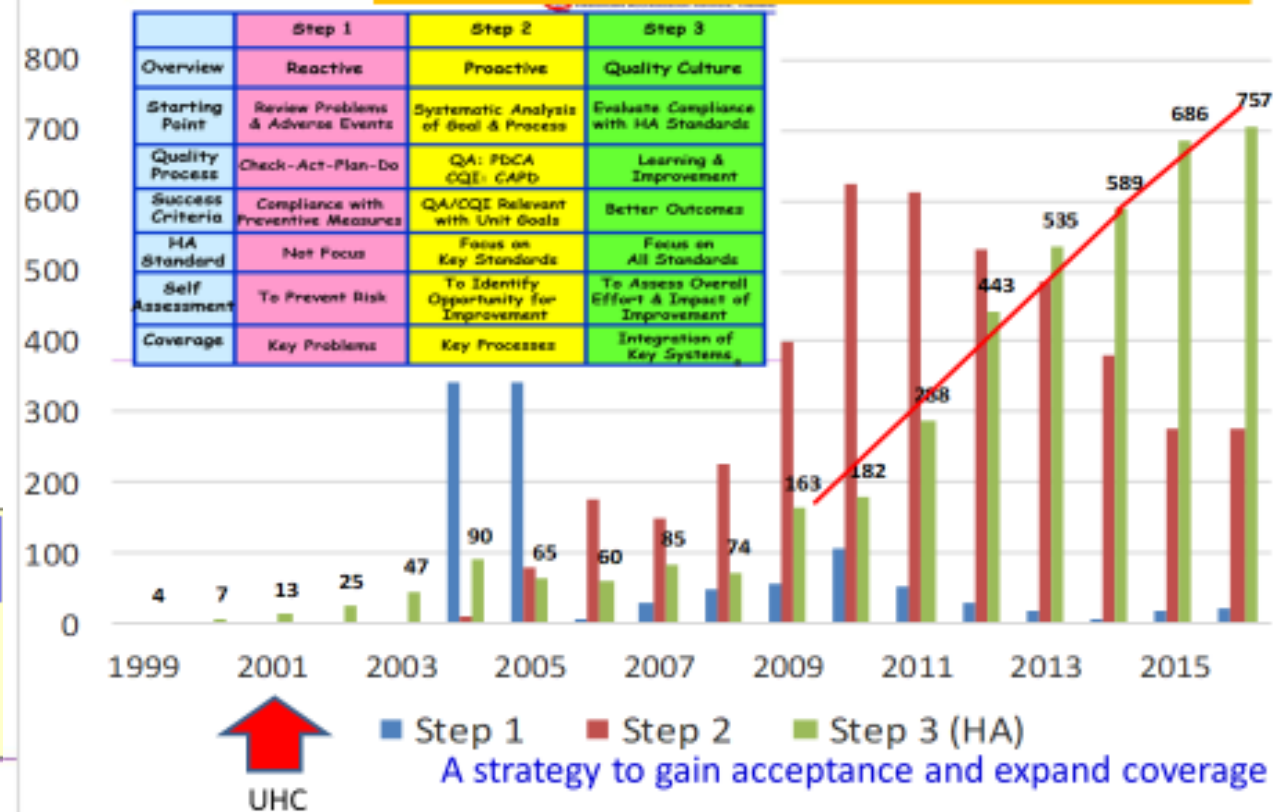 Step 1 Step 2 Step 3
Overview Reactive Proactive Quality Culture
Starting Point Review Problems & Adverse Events Systematic Analysis of Goal & Process Evaluate Compliance with HA Standards
Quality Process Check-Act-Plan-Do QA: PDCA CQI: CAPD Learning & Improvement
Success Criteria Compliance with Preventive Measures QA/CQI Relevant with Unit Goals Better Outcomes
HA Standard Not Focus Focus on Key Standards Focus on All Standards
Self Assessment To Prevent Risk To Identify Opportunity for Improvement To Assess Overall Effort & Impact of Improvement
Coverage Key Problems Key Processes Integration of Key Systems
800
700
600
500
400
300
200
100
0
4 7 13 25 47 90 65 60 85 74 163 182 288 443 535 589 686 757
1999 2001 2003 2005 2007 2009 2011 2013 2015
Step 1 Step 2 Step 3 (HA)
A strategy to gain acceptance and expand coverage
UHC